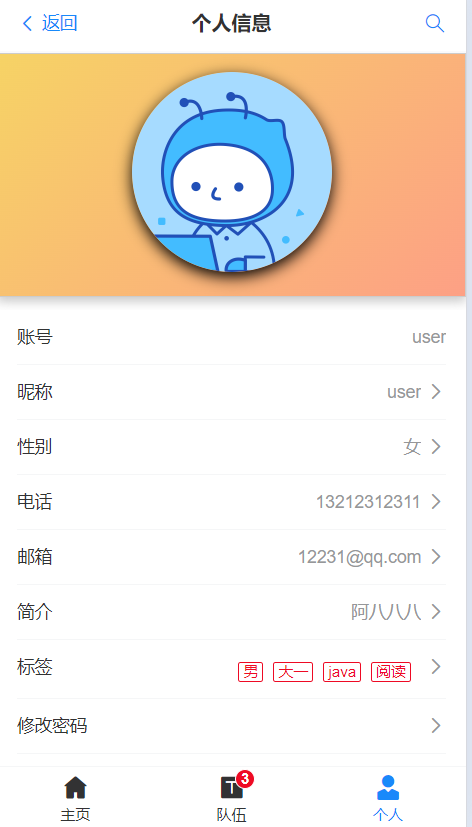 返回 个人信息
账号 user
昵称 user
性别 女
电话 13212312311
邮箱 12231@qq.com
简介 阿八八八
标签 男 大一 java 阅读
修改密码
T 3
主页 队伍 个人